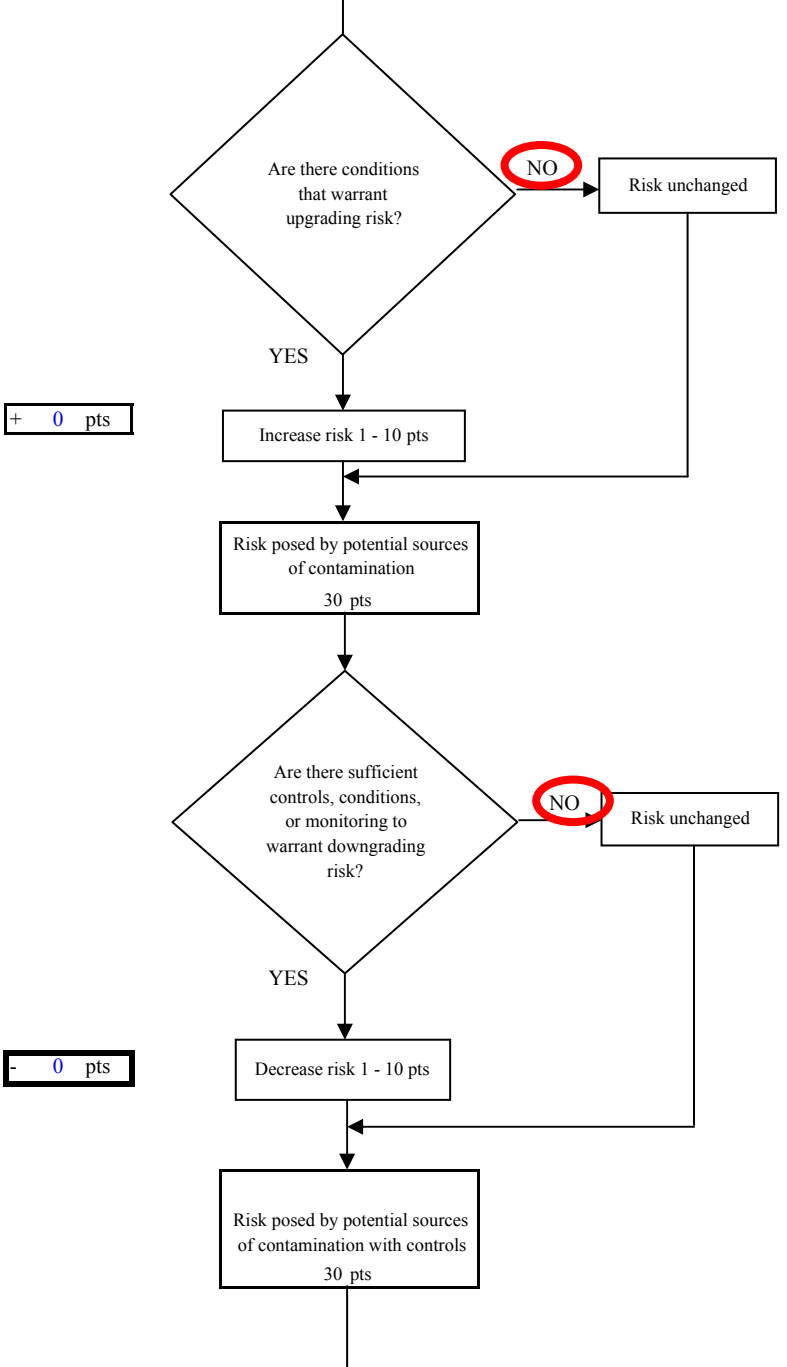 Are there conditions
that warrant
upgrading risk?
NO
Risk unchanged
YES
+ 0 pts
Increase risk 1 - 10 pts
Risk posed by potential sources
of contamination
30 pts
Are there sufficient
controls, conditions,
or monitoring to
warrant downgrading
risk?
NO
Risk unchanged
YES
- 0 pts
Decrease risk 1 - 10 pts
Risk posed by potential sources
of contamination with controls
30 pts